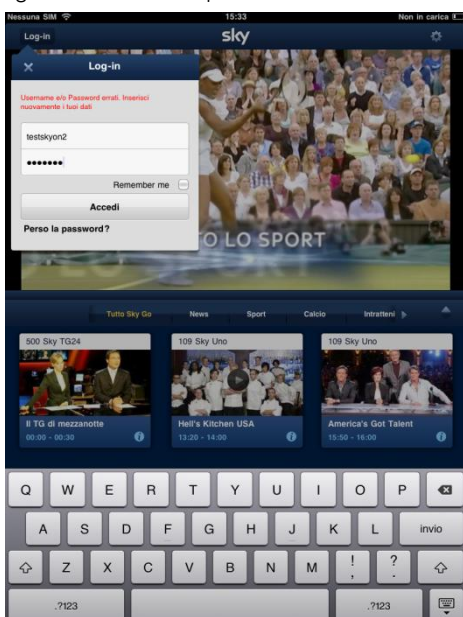 Nessuna SIM 15:33 Non in carica
Log-in sky
Log-in
Username e/o Password errati. Inserisci
nuovamente i tuoi dati
testskyon2
●●●●●●●
Remember me
Accedi
Perso la password?
O LO SPORT
Tutto Sky Go News Sport Calcio Intratteni
500 Sky TG24 109 Sky Uno 109 Sky Uno
Il TG di mezzanotte Hell's Kitchen USA America's Got Talent
00:00 - 00:30 13:20 - 14:00 15:50 - 16:00
Q W E R T Y U I O P
A S D F G H J K L invio
Z X C V B N M ! , ? .
.?123 .?123